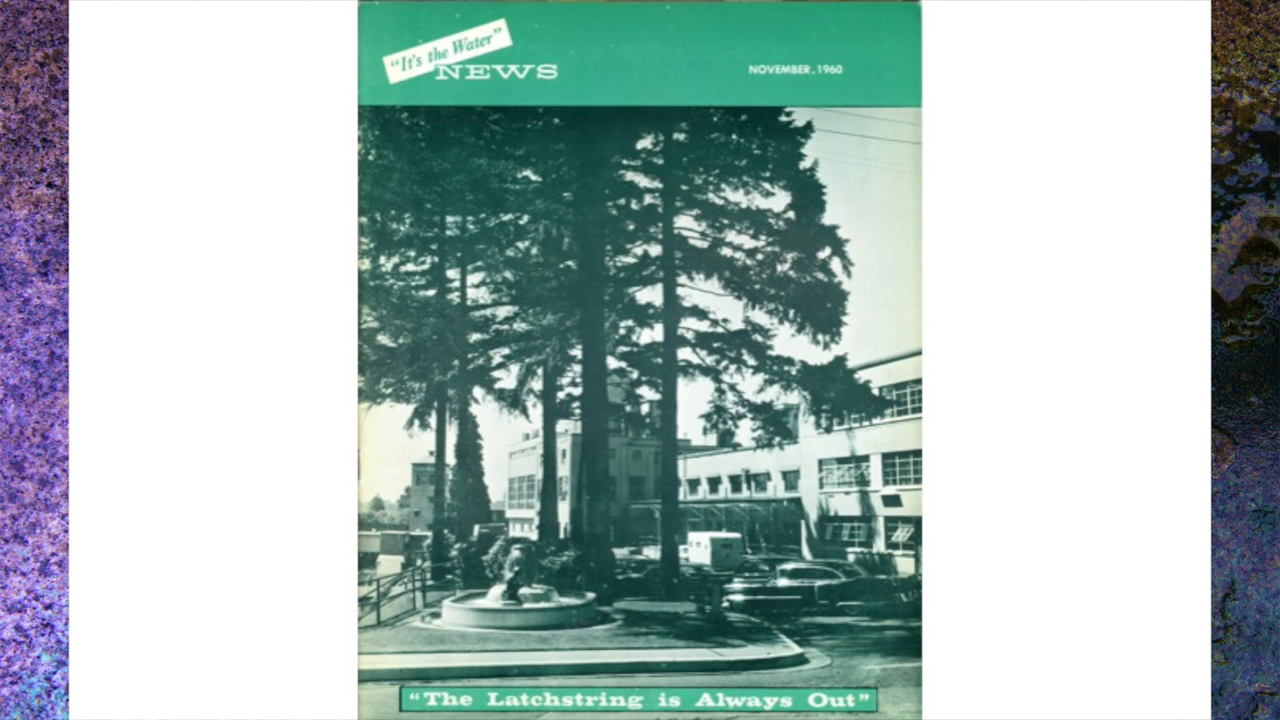 “It's the Water”
NEWS
NOVEMBER, 1960
“The Latchstring is Always Out”